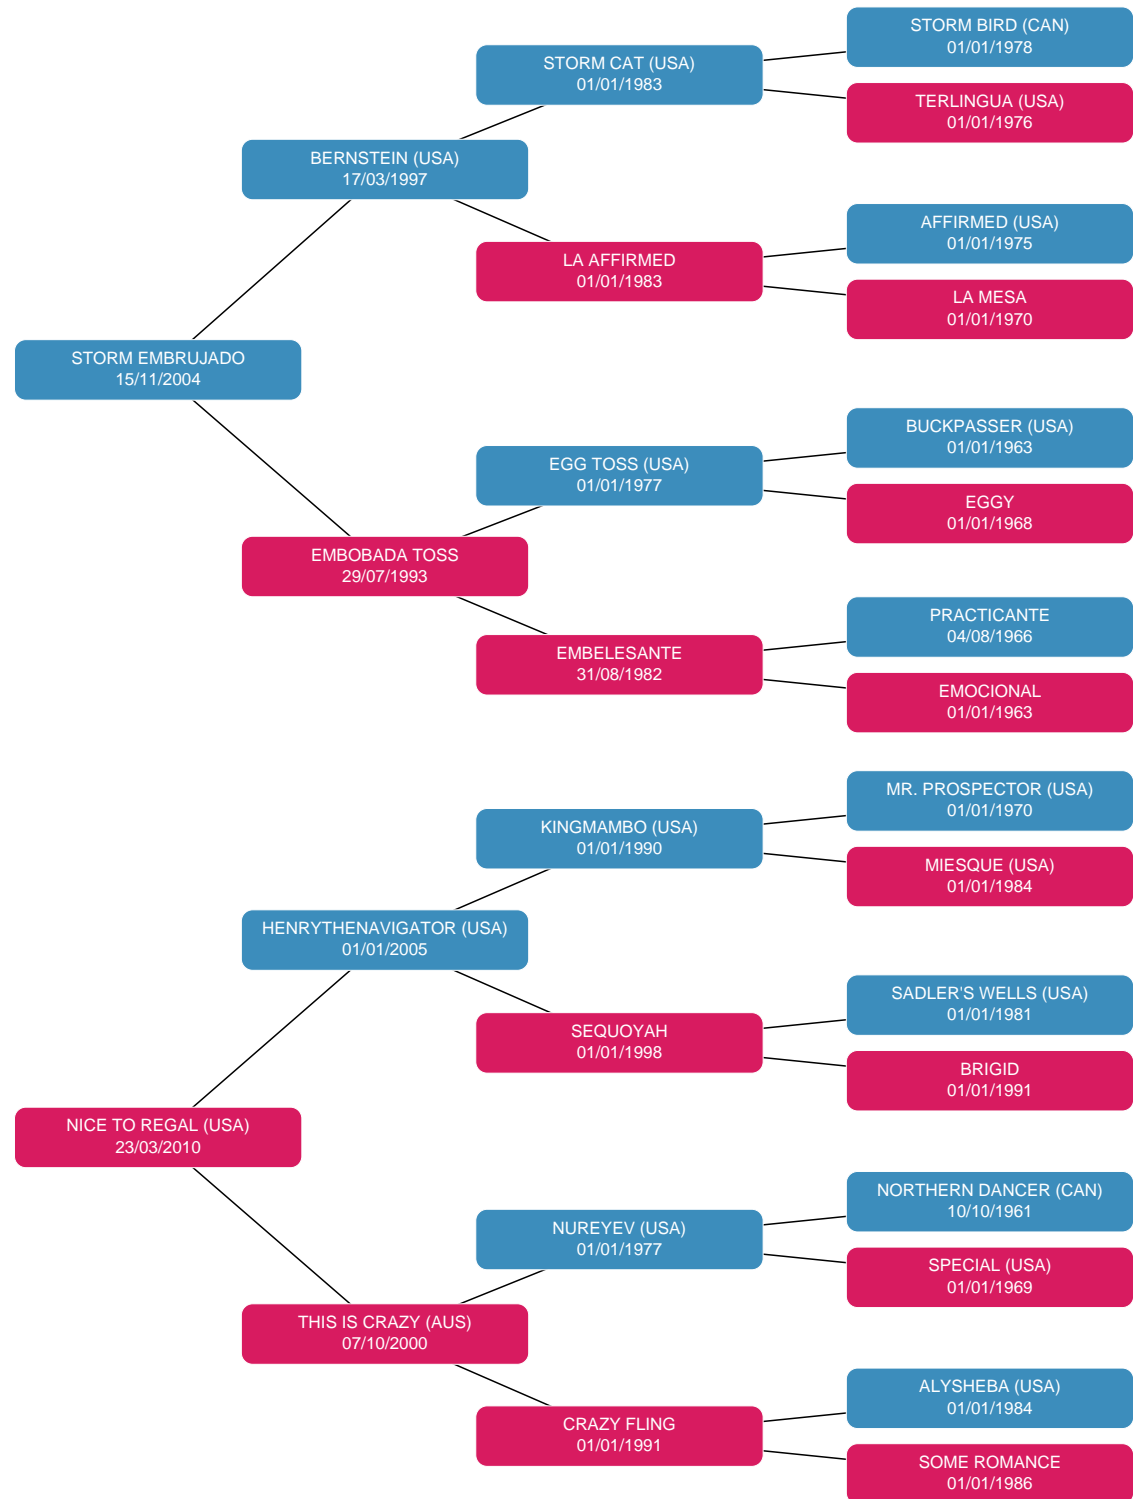 STORM BIRD (CAN)
01/01/1978
STORM CAT (USA)
01/01/1983
TERLINGUA (USA)
01/01/1976
BERNSTEIN (USA)
17/03/1997
AFFIRMED (USA)
01/01/1975
LA AFFIRMED
01/01/1983
LA MESA
01/01/1970
STORM EMBRUJADO
15/11/2004
BUCKPASSER (USA)
01/01/1963
EGG TOSS (USA)
01/01/1977
EGGY
01/01/1968
EMBOBADA TOSS
29/07/1993
PRACTICANTE
04/08/1966
EMBELESANTE
31/08/1982
EMOCIONAL
01/01/1963
MR. PROSPECTOR (USA)
01/01/1970
KINGMAMBO (USA)
01/01/1990
MIESQUE (USA)
01/01/1984
HENRYTHENAVIGATOR (USA)
01/01/2005
SADLER'S WELLS (USA)
01/01/1981
SEQUOYAH
01/01/1998
BRIGID
01/01/1991
NICE TO REGAL (USA)
23/03/2010
NORTHERN DANCER (CAN)
10/10/1961
NUREYEV (USA)
01/01/1977
SPECIAL (USA)
01/01/1969
THIS IS CRAZY (AUS)
07/10/2000
ALYSHEBA (USA)
01/01/1984
CRAZY FLING
01/01/1991
SOME ROMANCE
01/01/1986